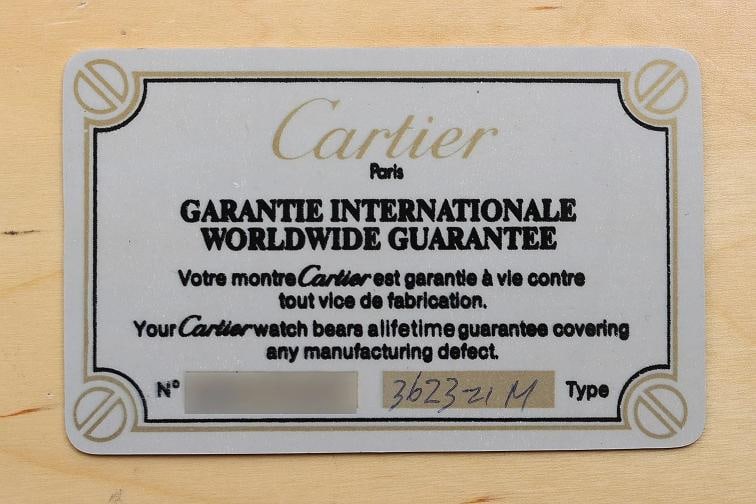 Cartier
Paris
GARANTIE INTERNATIONALE
WORLDWIDE GUARANTEE
Votre montre Cartier est garantie à vie contre
tout vice de fabrication.
Your Cartier watch bears a lifetime guarantee covering
any manufacturing defect.
N° 3623-21 M Type